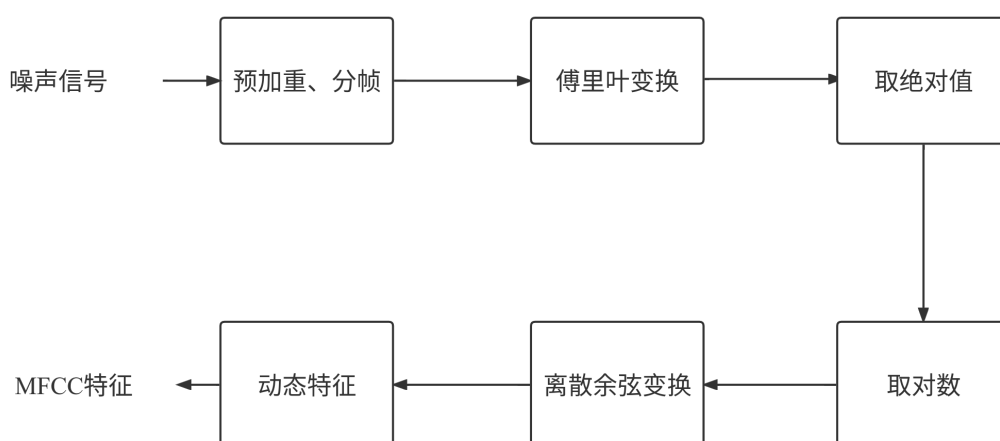 噪声信号
预加重、分帧
傅里叶变换
取绝对值
取对数
离散余弦变换
动态特征
MFCC特征